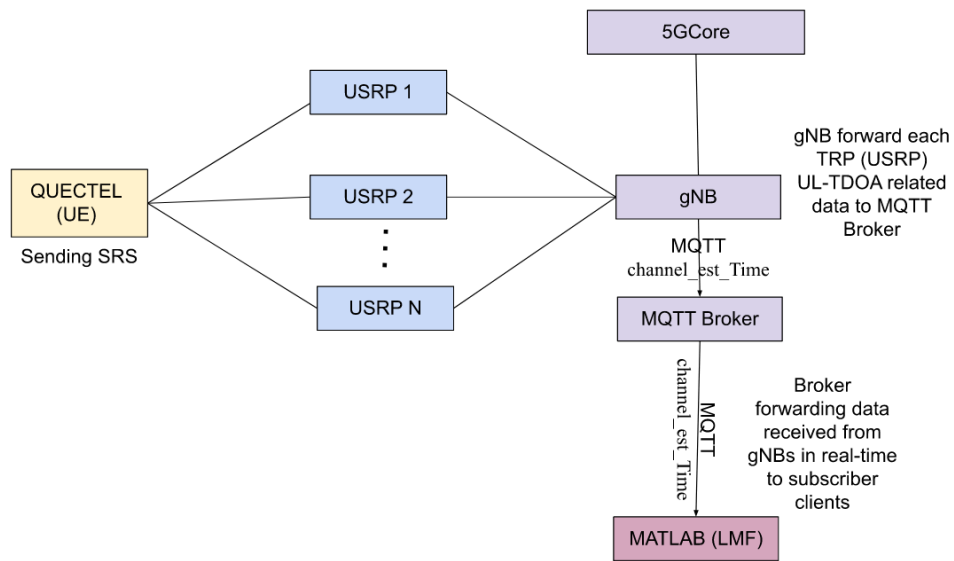 5GCore
USRP 1
gNB forward each
TRP (USRP)
UL-TDOA related
data to MQTT
Broker
QUECTEL
(UE)
USRP 2
gNB
Sending SRS
MQTT
channel_est_Time
USRP N
MQTT Broker
MQTT
channel_est_Time
Broker
forwarding data
received from
gNBs in real-time
to subscriber
clients
MATLAB (LMF)